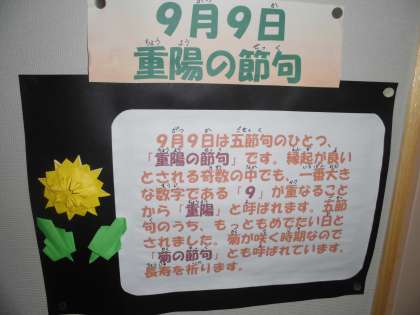 9月9日
重陽の節句
9月9日は五節句のひとつ、
「重陽の節句」です。縁起が良い
とされる奇数の中でも、一番大き
な数字である「9」が重なること
から「重陽」と呼ばれます。五節
句のうち、もっともめでたい日と
されました。菊が咲く時期なので
「菊の節句」とも呼ばれています。
長寿を祈ります。